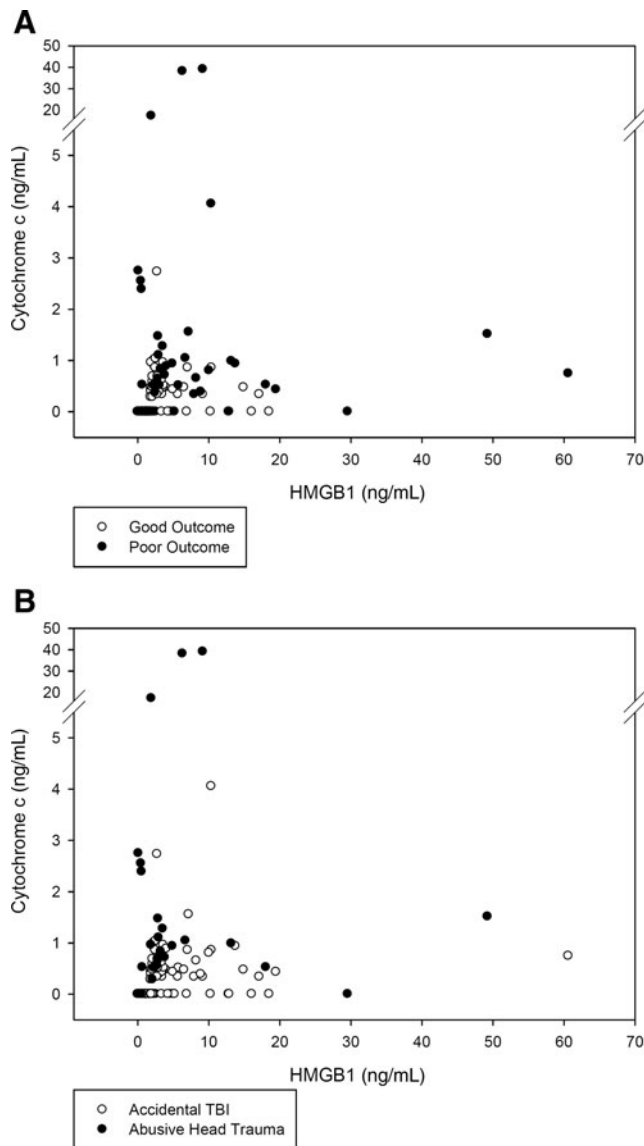 A
50
40
30
20
5
4
3
2
1
0
Cytochrome c (ng/mL)
0 10 20 30 40 50 60 70
HMGB1 (ng/mL)
Good Outcome
Poor Outcome
B
50
40
30
20
5
4
3
2
1
0
Cytochrome c (ng/mL)
0 10 20 30 40 50 60 70
HMGB1 (ng/mL)
Accidental TBI
Abusive Head Trauma